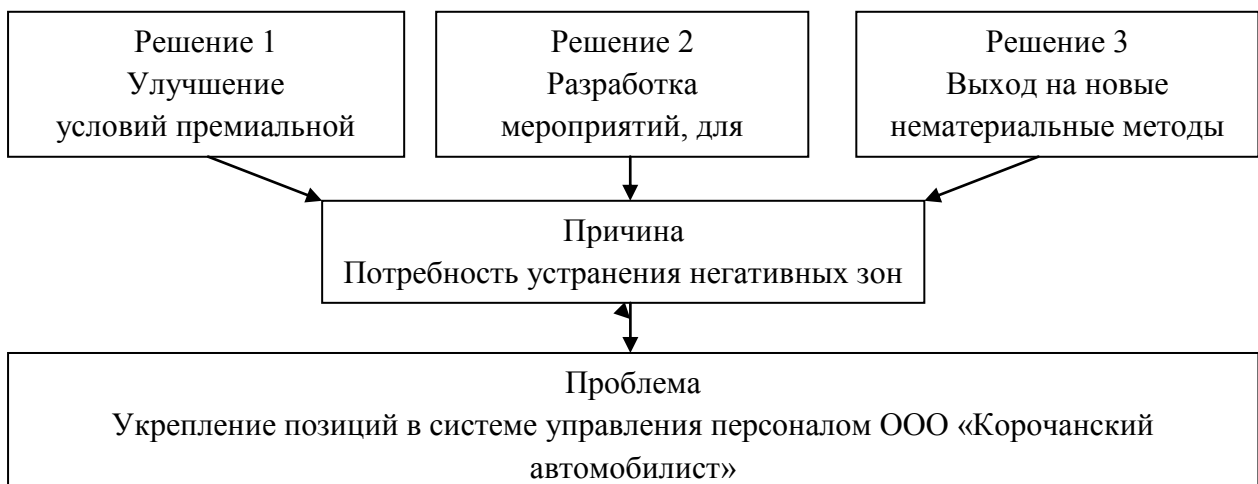 Решение 1
Улучшение
условий премиальной
Решение 2
Разработка
мероприятий, для
Решение 3
Выход на новые
нематериальные методы
Причина
Потребность устранения негативных зон
Проблема
Укрепление позиций в системе управления персоналом ООО «Корочанский
автомобилист»